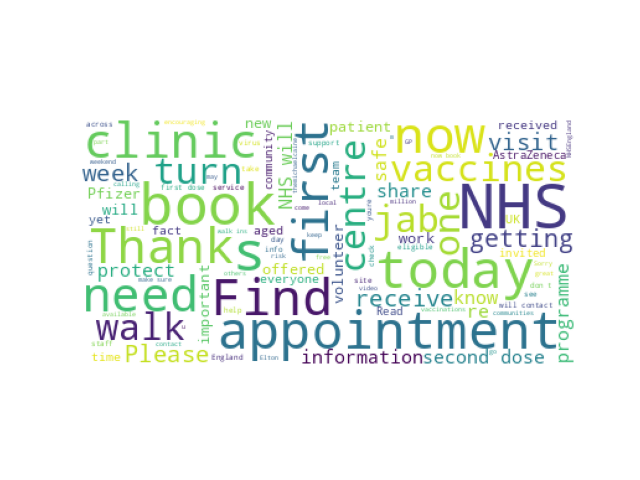 across
encouraging
new
patient
received
clinic
first
now
NHSEngland
part
virus
community
NHS will
themichaelcaine
support
safe
GP
visit
weekend
week
turn
take
team
centre
now book
AstraZeneca
calling
may
vaccines
Pfizer
first dose
service
share
one
NHS
will
book
come
local
youre
million
jab
UK
yet
fact
walk ins
aged
day
keep
volunteer
work
eligible
getting
Thanks
info
check
invited
question
still
risk
free
today
Larry
protect
make sure
others
offered
everyone
site
video
great
don t
need
Find
receive
know
re
see
programme
important
available
help
Read
vaccinations
will contact
communities
walk
u
appointment
staff
contact
time
Please
England
Elton
information
second dose
go